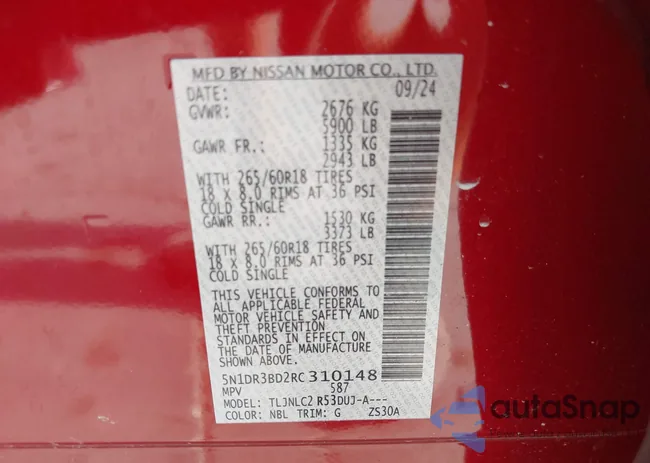 MFD BY NISSAN MOTOR CO., LTD.
DATE: 09/24
GVWR: 2676 KG
5900 LB
GAWR FR.: 1335 KG
2943 LB
WITH 265/60R18 TIRES
18 X 8.0 RIMS AT 36 PSI
COLD SINGLE
GAWR RR.: 1530 KG
3373 LB
WITH 265/60R18 TIRES
18 X 8.0 RIMS AT 36 PSI
COLD SINGLE
THIS VEHICLE CONFORMS TO
ALL APPLICABLE FEDERAL
MOTOR VEHICLE SAFETY AND
THEFT PREVENTION
STANDARDS IN EFFECT ON
THE DATE OF MANUFACTURE
SHOWN ABOVE.
5N1DR3BD2RC310148
MPV 587
MODEL: TLJNLC2 R53DUJ-A---
COLOR: NBL TRIM: G ZS30A
autoSnap